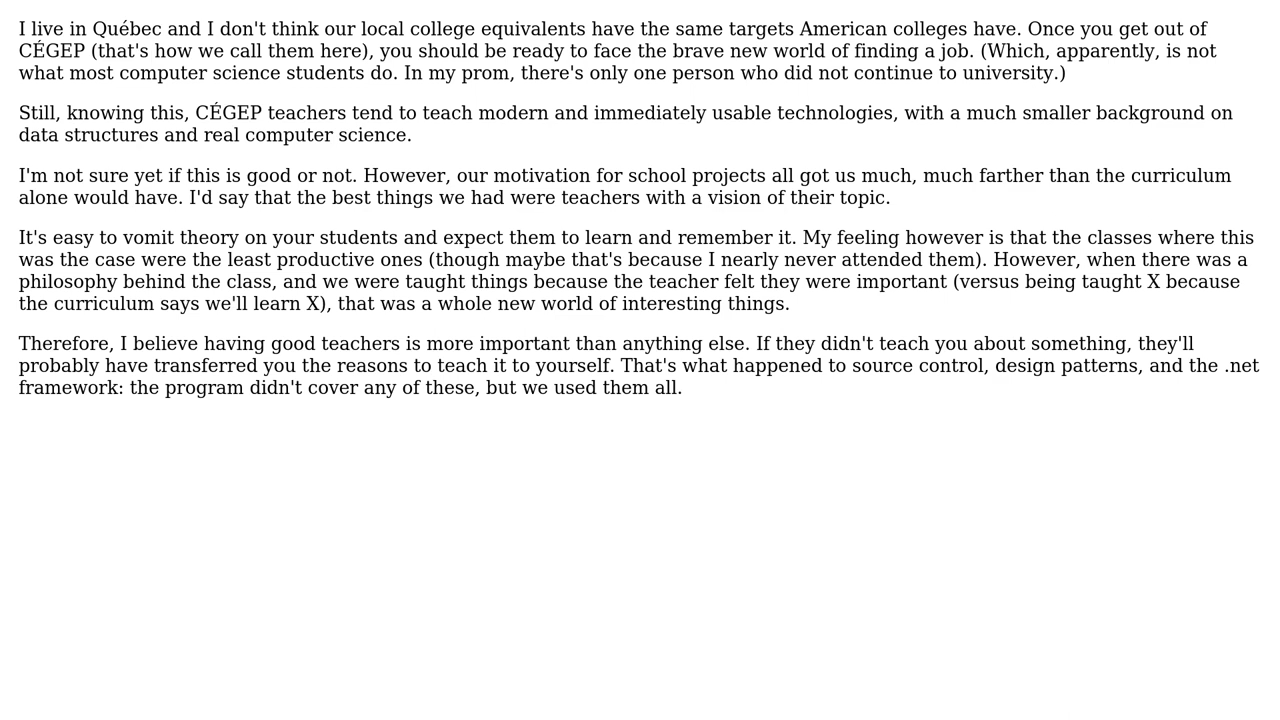 I live in Québec and I don't think our local college equivalents have the same targets American colleges have. Once you get out of
CÉGEP (that's how we call them here), you should be ready to face the brave new world of finding a job. (Which, apparently, is not
what most computer science students do. In my prom, there's only one person who did not continue to university.)
Still, knowing this, CÉGEP teachers tend to teach modern and immediately usable technologies, with a much smaller background on
data structures and real computer science.
I'm not sure yet if this is good or not. However, our motivation for school projects all got us much, much farther than the curriculum
alone would have. I'd say that the best things we had were teachers with a vision of their topic.
It's easy to vomit theory on your students and expect them to learn and remember it. My feeling however is that the classes where this
was the case were the least productive ones (though maybe that's because I nearly never attended them). However, when there was a
philosophy behind the class, and we were taught things because the teacher felt they were important (versus being taught X because
the curriculum says we'll learn X), that was a whole new world of interesting things.
Therefore, I believe having good teachers is more important than anything else. If they didn't teach you about something, they'll
probably have transferred you the reasons to teach it to yourself. That's what happened to source control, design patterns, and the .net
framework: the program didn't cover any of these, but we used them all.